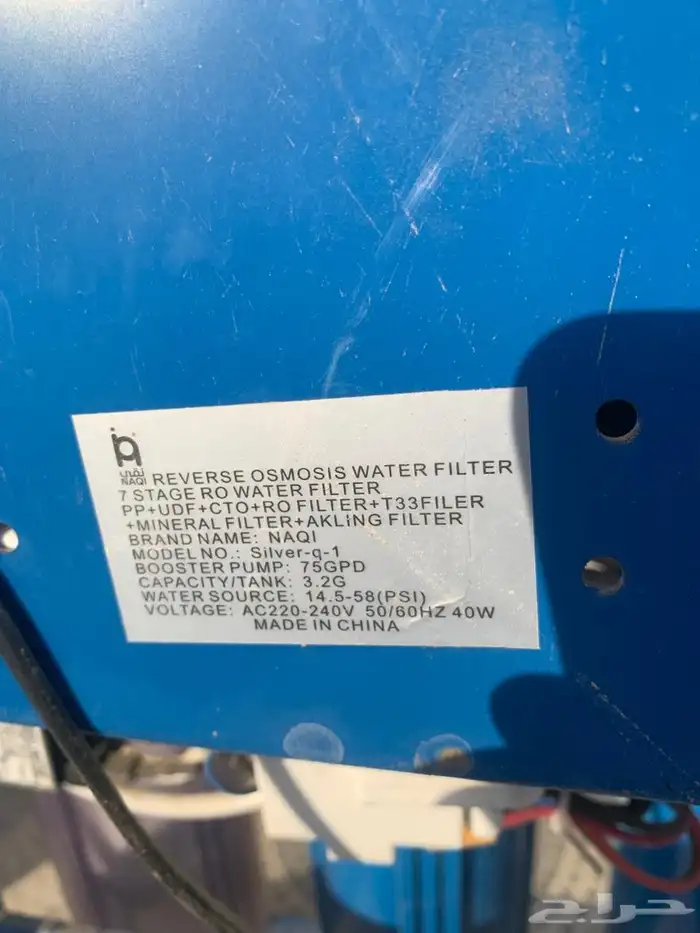 نقي
NAQI
REVERSE OSMOSIS WATER FILTER
7 STAGE RO WATER FILTER
PP+UDF+CTO+RO FILTER+T33FILER
+MINERAL FILTER+AKLING FILTER
BRAND NAME: NAQI
MODEL NO.: Silver-q-1
BOOSTER PUMP: 75GPD
CAPACITY/TANK: 3.2G
WATER SOURCE: 14.5-58(PSI)
VOLTAGE: AC220-240V 50/60HZ 40W
MADE IN CHINA
حراج